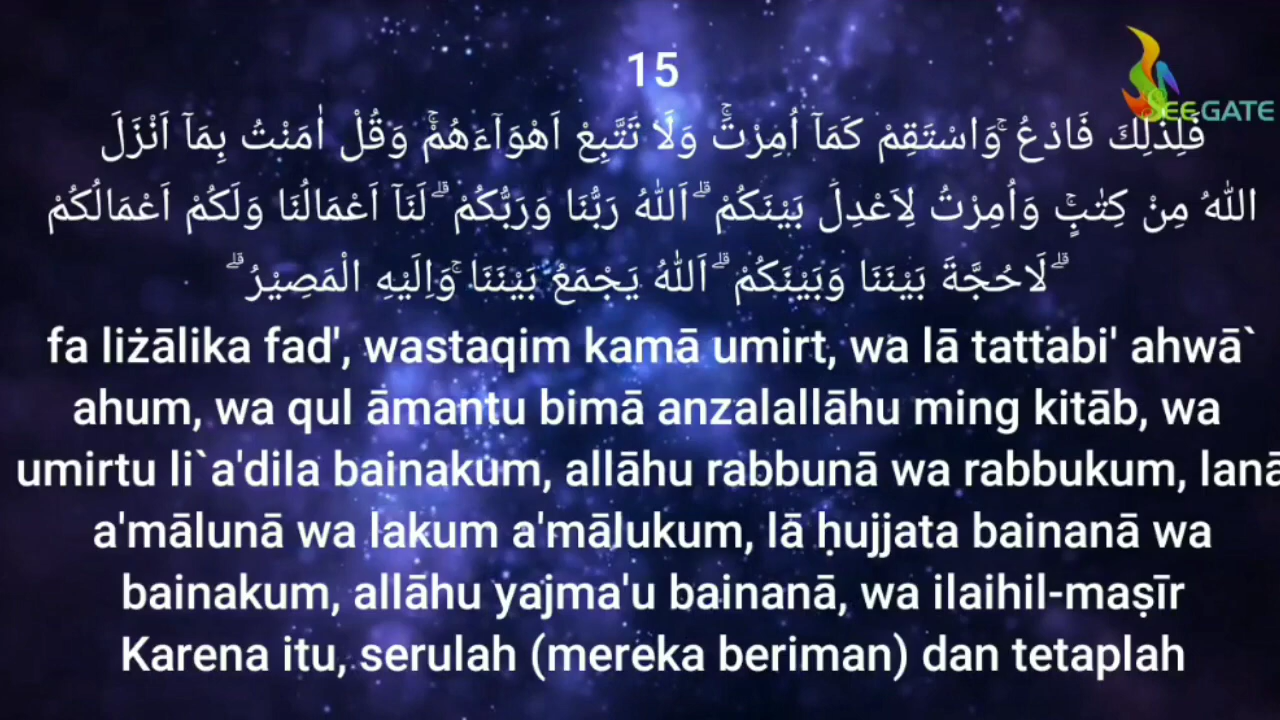 15
SEEGATE
فَلِذٰلِكَ فَادْعُ ۚوَاسْتَقِمْ كَمَآ اُمِرْتَۚ وَلَا تَتَّبِعْ اَهْوَاۤءَهُمْۚ وَقُلْ اٰمَنْتُ بِمَآ اَنْزَلَ
اللّٰهُ مِنْ كِتٰبٍۚ وَاُمِرْتُ لِاَعْدِلَ بَيْنَكُمْ ۗ اَللّٰهُ رَبُّنَا وَرَبُّكُمْ ۗ لَنَآ اَعْمَالُنَا وَلَكُمْ اَعْمَالُكُمْ
ۗ لَاحُجَّةَ بَيْنَنَا وَبَيْنَكُمْ ۗ اَللّٰهُ يَجْمَعُ بَيْنَنَا ۚوَاِلَيْهِ الْمَصِيْرُ ۗ
fa liżālika fad', wastaqim kamā umirt, wa lā tattabi' ahwā`
ahum, wa qul āmantu bimā anzalallāhu ming kitāb, wa
umirtu li`a'dila bainakum, allāhu rabbunā wa rabbukum, lanā
a'mālunā wa lakum a'mālukum, lā ḥujjata bainanā wa
bainakum, allāhu yajma'u bainanā, wa ilaihil-maṣīr
Karena itu, serulah (mereka beriman) dan tetaplah